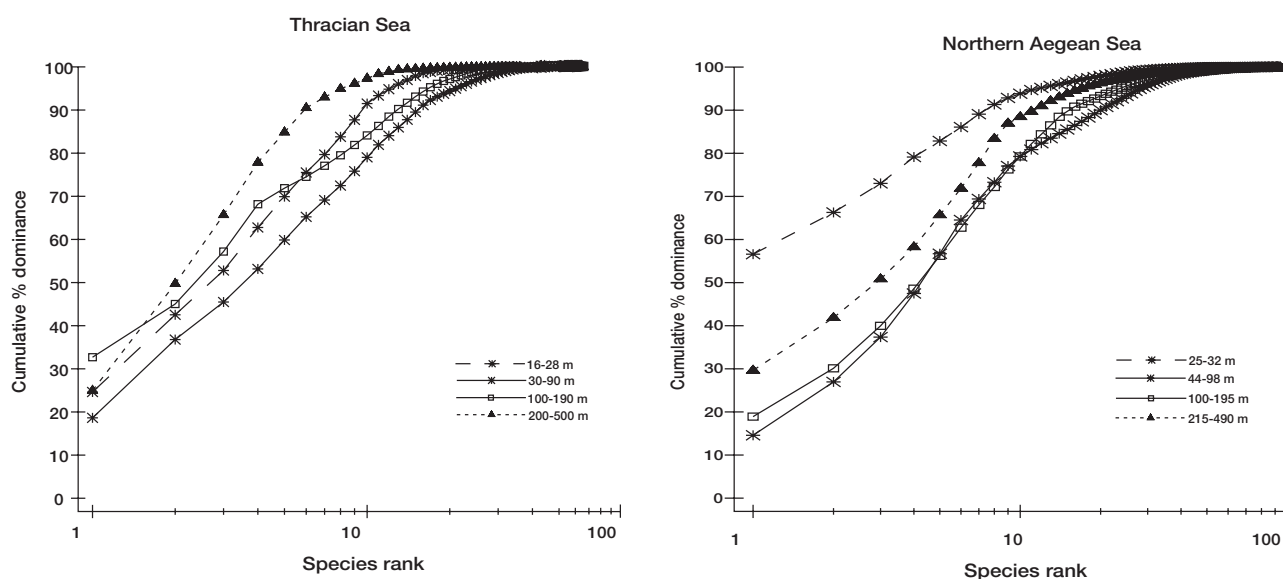 Thracian Sea
100
90
80
70
60
50
40
30
20
10
0
Cumulative % dominance
16-28 m
30-90 m
100-190 m
200-500 m
1 10 100
Species rank
Northern Aegean Sea
100
90
80
70
60
50
40
30
20
10
0
Cumulative % dominance
25-32 m
44-98 m
100-195 m
215-490 m
1 10 100
Species rank